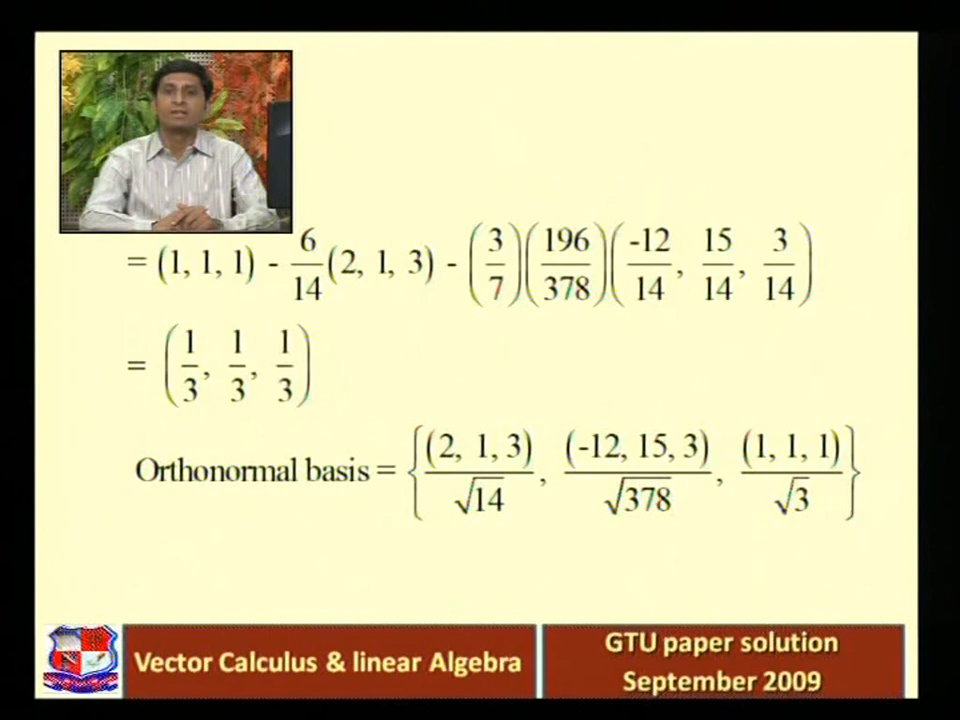 = (1, 1, 1) - 6/14 (2, 1, 3) - (3/7)(196/378)(-12/14, 15/14, 3/14)
= (1/3, 1/3, 1/3)
Orthonormal basis = {(2, 1, 3)/√14, (-12, 15, 3)/√378, (1, 1, 1)/√3}
Vector Calculus & linear Algebra
GTU paper solution
September 2009